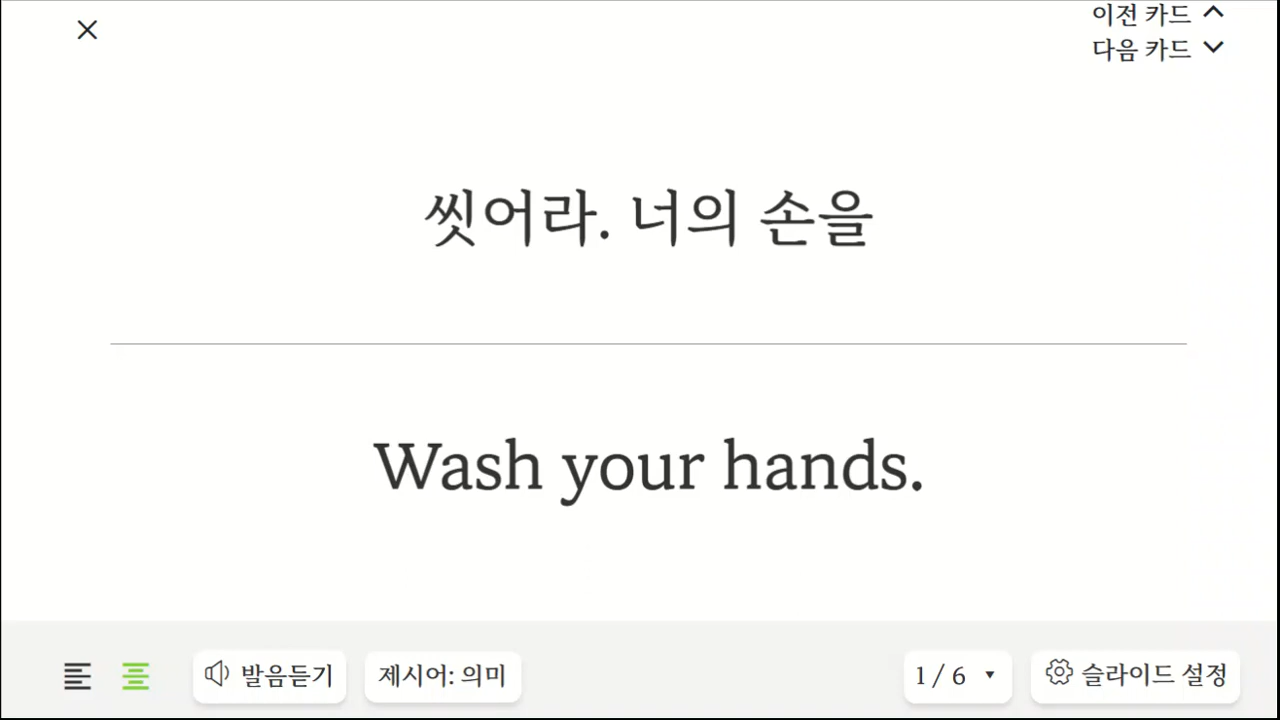 이전 카드
다음 카드
씻어라. 너의 손을
Wash your hands.
발음듣기
제시어: 의미
1 / 6
슬라이드 설정